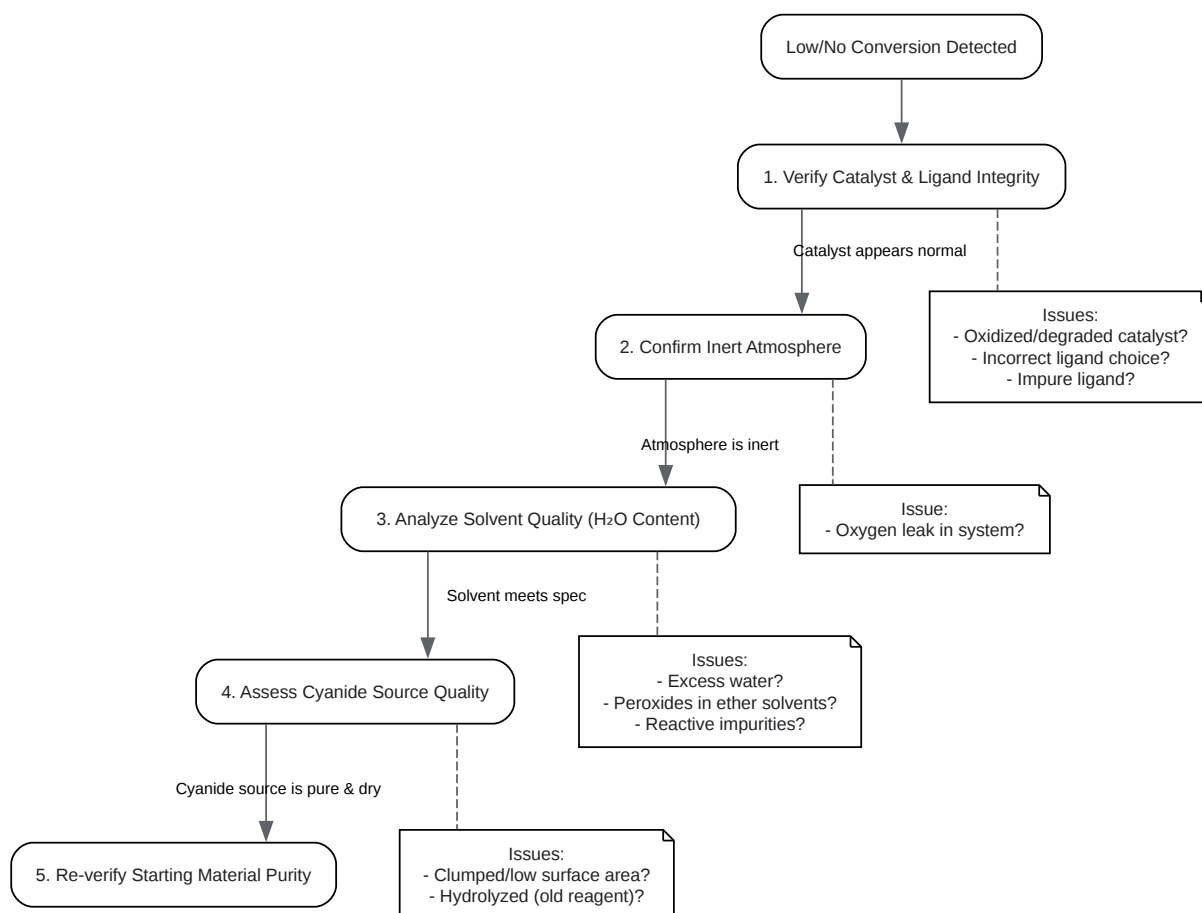 Low/No Conversion Detected
1. Verify Catalyst & Ligand Integrity
Catalyst appears normal
Issues:
- Oxidized/degraded catalyst?
- Incorrect ligand choice?
- Impure ligand?
2. Confirm Inert Atmosphere
Atmosphere is inert
Issue:
- Oxygen leak in system?
3. Analyze Solvent Quality (H₂O Content)
Solvent meets spec
Issues:
- Excess water?
- Peroxides in ether solvents?
- Reactive impurities?
4. Assess Cyanide Source Quality
Cyanide source is pure & dry
Issues:
- Clumped/low surface area?
- Hydrolyzed (old reagent)?
5. Re-verify Starting Material Purity